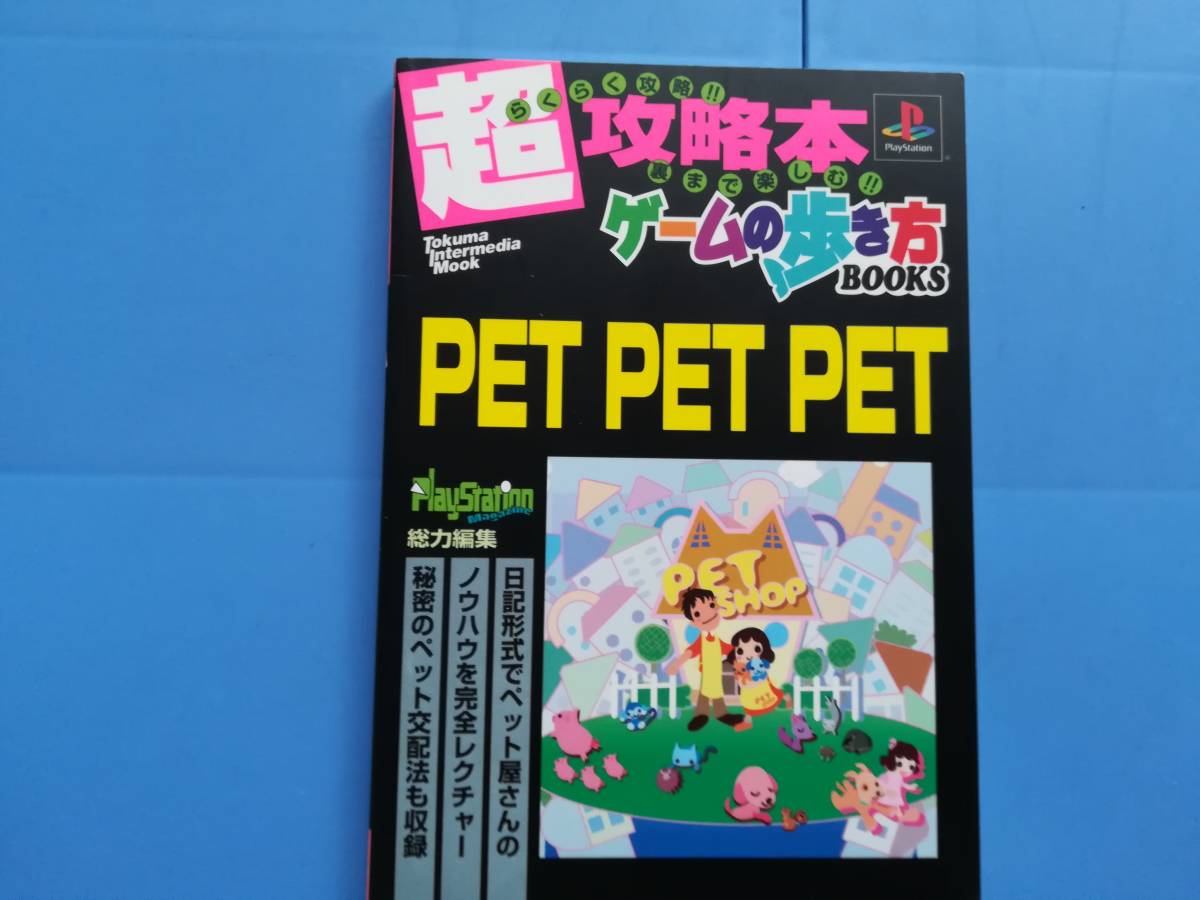 超
らくらく攻略!!
攻略本
PlayStation
裏まで楽しむ!!
ゲームの歩き方
BOOKS
Tokuma
Intermedia
Mook
PET PET PET
PlayStation
Magazine
総力編集
日記形式でペット屋さんの
ノウハウを完全レクチャー
秘密のペット交配法も収録
PET
SHOP
PET